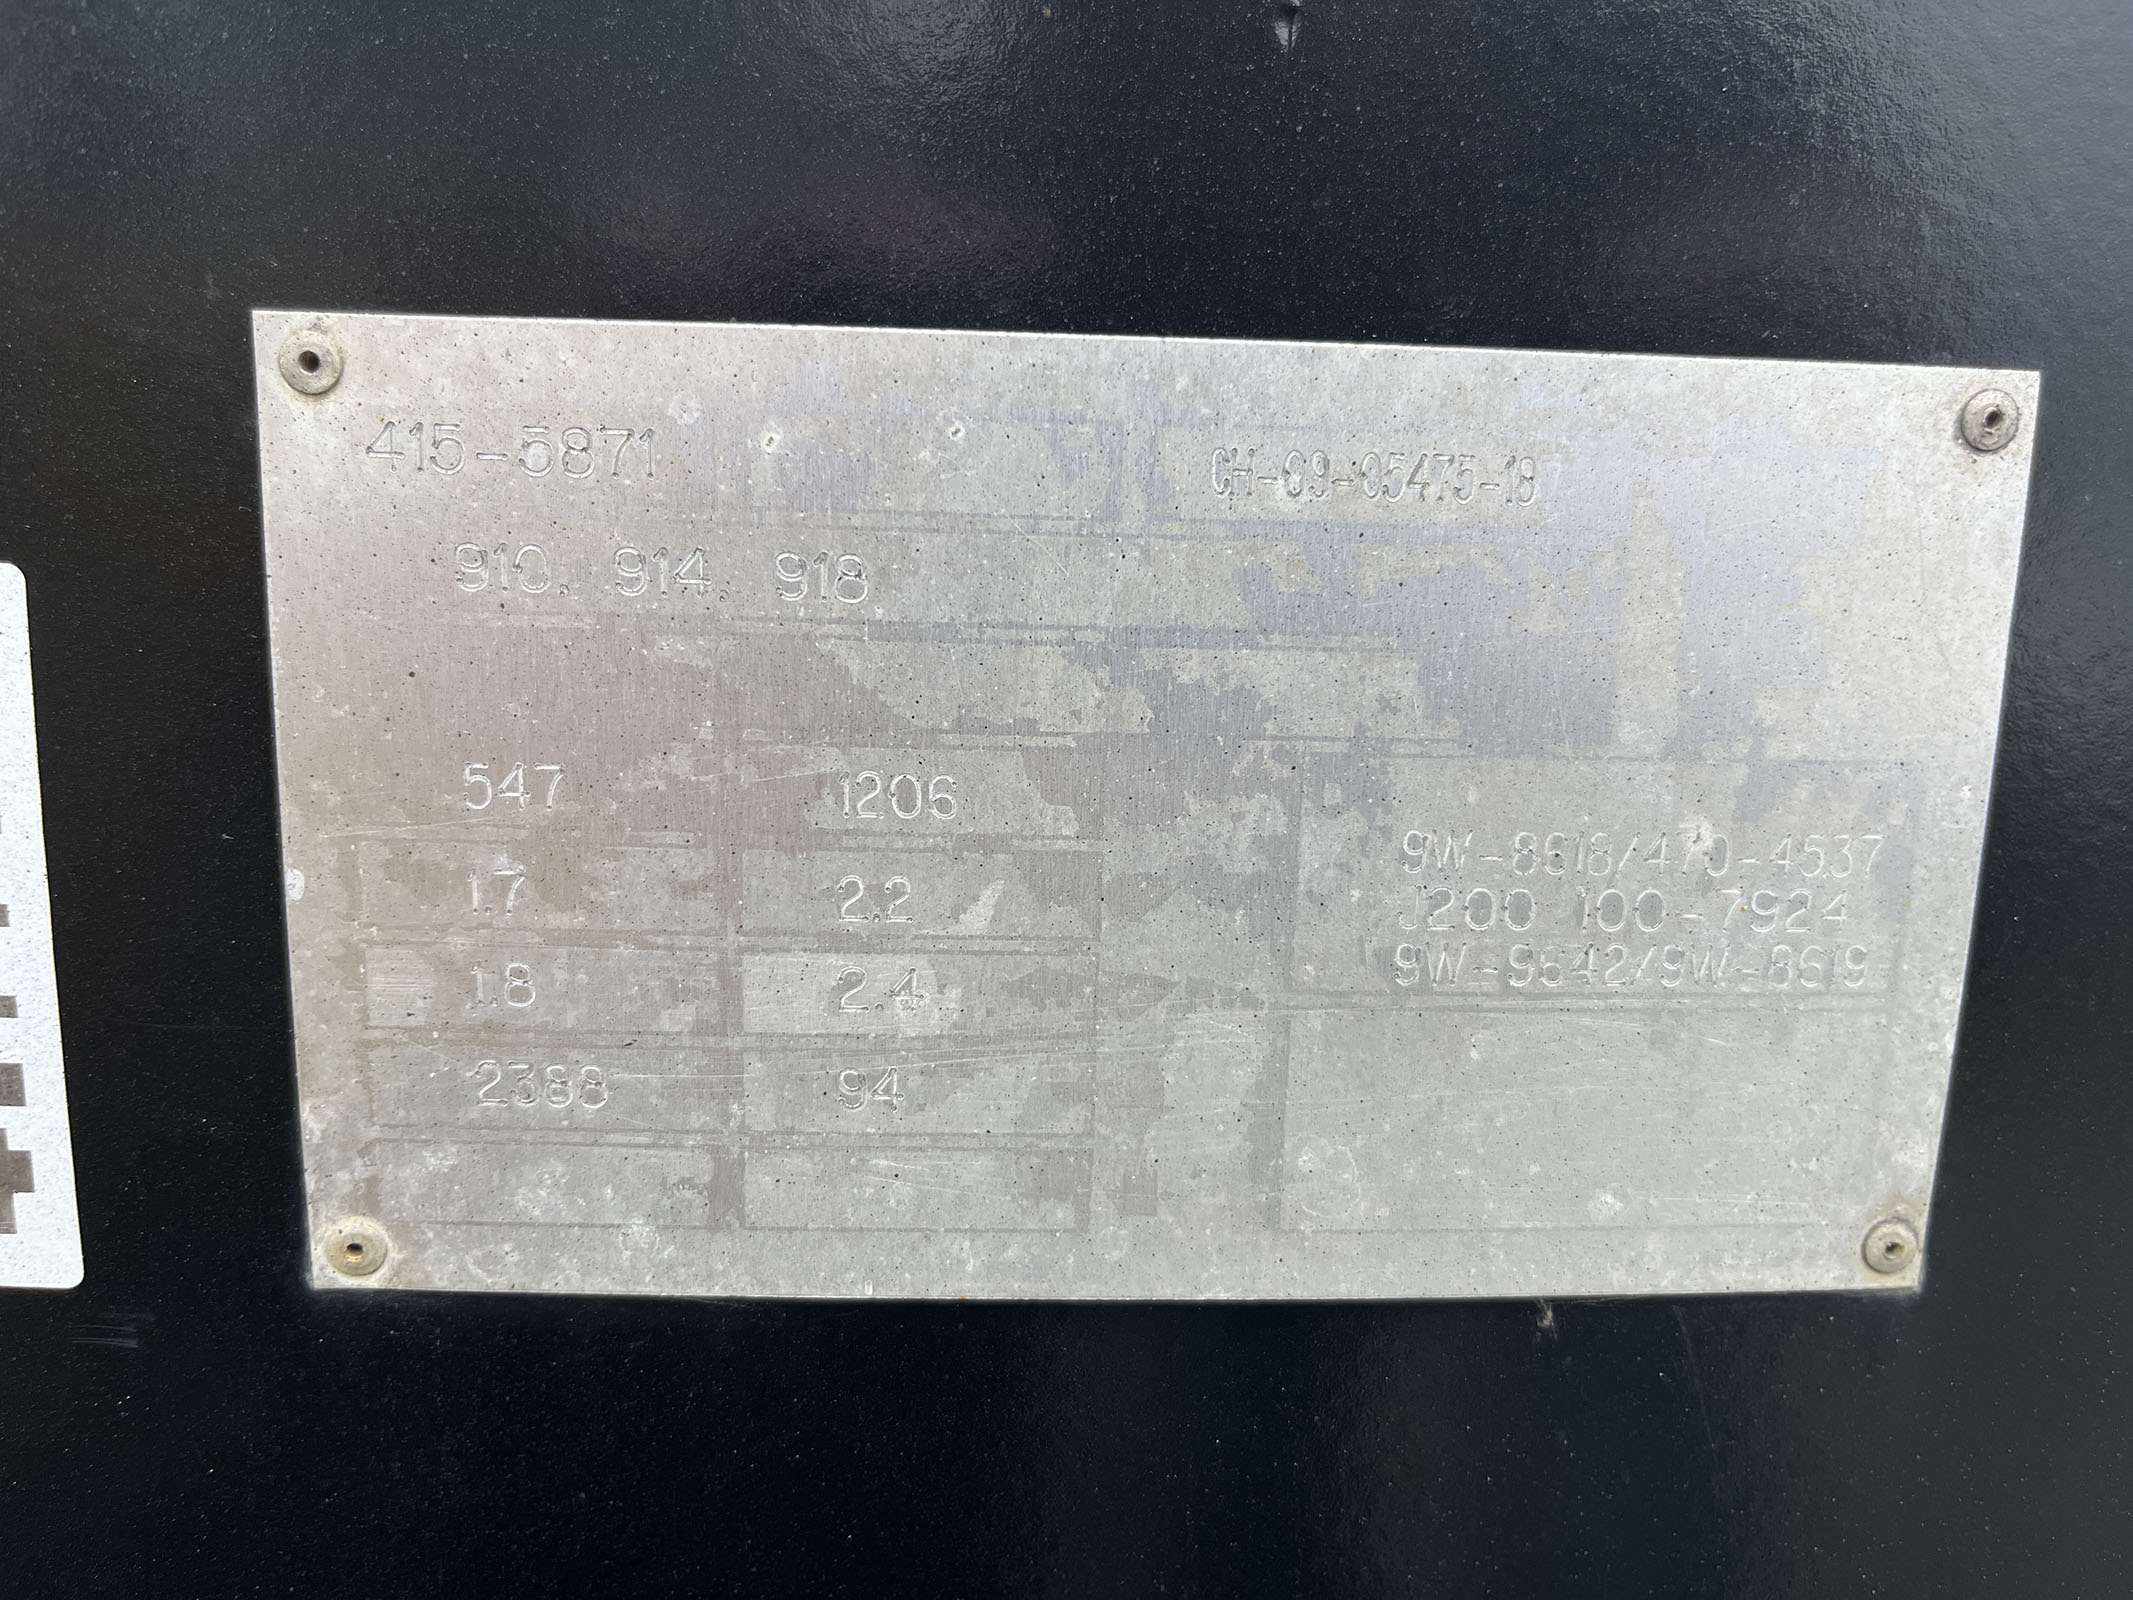 415-5871 CH-09-05475-18
910, 914, 918
547 1206
9W-8618/470-4537
1.7 2.2
J200 100-7924
9W-9642/9W-8619
1.8 2.4
2388 94